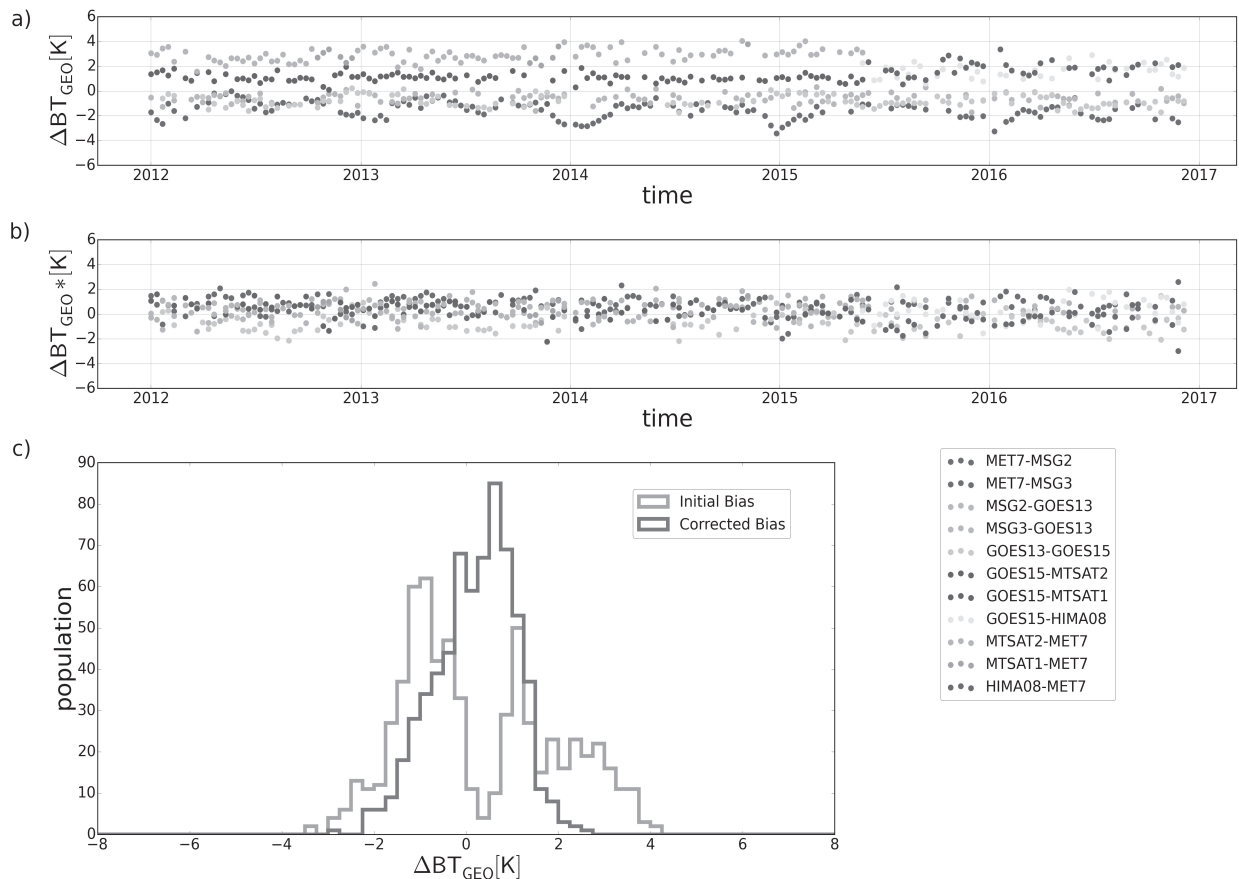 a)
ΔBT_GEO[K]
6
4
2
0
−2
−4
−6
2012 2013 2014 2015 2016 2017
time
b)
ΔBT_GEO*[K]
6
4
2
0
−2
−4
−6
2012 2013 2014 2015 2016 2017
time
c)
population
90
80
70
60
50
40
30
20
10
0
−8 −6 −4 −2 0 2 4 6 8
ΔBT_GEO[K]
Initial Bias
Corrected Bias
MET7-MSG2
MET7-MSG3
MSG2-GOES13
MSG3-GOES13
GOES13-GOES15
GOES15-MTSAT2
GOES15-MTSAT1
GOES15-HIMA08
MTSAT2-MET7
MTSAT1-MET7
HIMA08-MET7